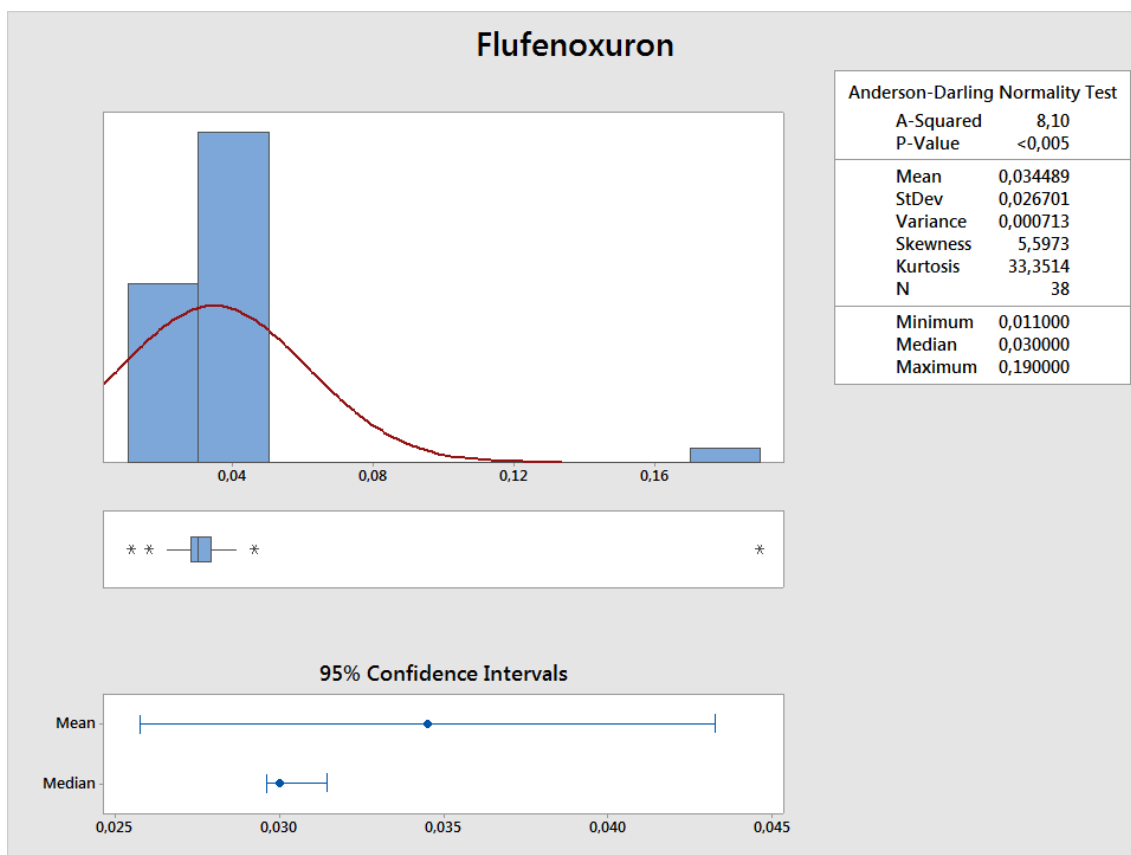 Flufenoxuron
Anderson-Darling Normality Test
A-Squared 8,10
P-Value <0,005
Mean 0,034489
StDev 0,026701
Variance 0,000713
Skewness 5,5973
Kurtosis 33,3514
N 38
Minimum 0,011000
Median 0,030000
Maximum 0,190000
0,04 0,08 0,12 0,16
95% Confidence Intervals
Mean
Median
0,025 0,030 0,035 0,040 0,045